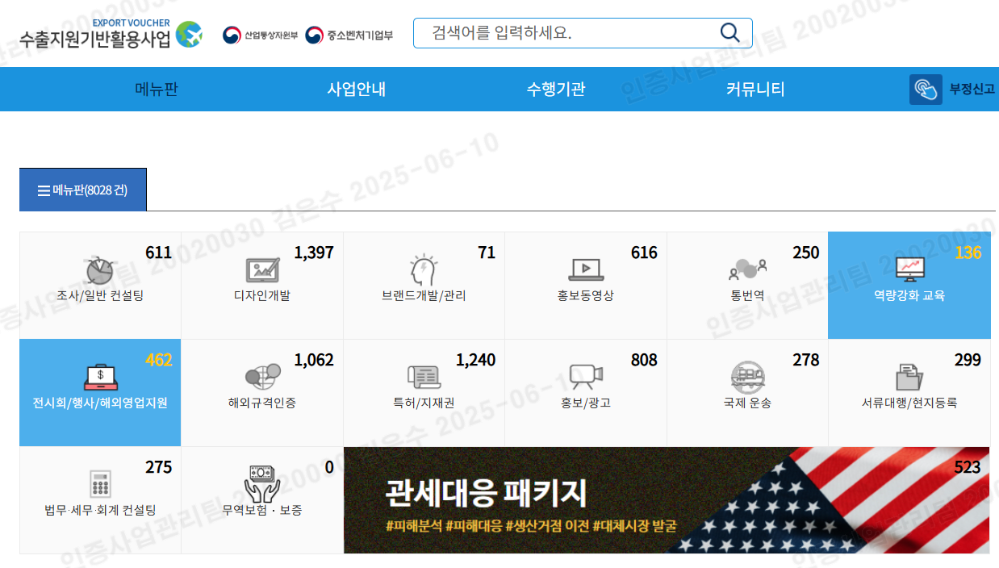 EXPORT VOUCHER
수출지원기반활용사업
산업통상자원부
중소벤처기업부
검색어를 입력하세요.
메뉴판
사업안내
수행기관
커뮤니티
부정신고
메뉴판(8028 건)
611
조사/일반 컨설팅
1,397
디자인개발
71
브랜드개발/관리
616
홍보동영상
250
통번역
136
역량강화 교육
462
전시회/행사/해외영업지원
1,062
해외규격인증
1,240
특허/지재권
808
홍보/광고
278
국제 운송
299
서류대행/현지등록
275
법무·세무·회계 컨설팅
0
무역보험·보증
523
관세대응 패키지
#피해분석 #피해대응 #생산거점 이전 #대체시장 발굴
인증사업관리팀 20020030 김은수 2025-06-10